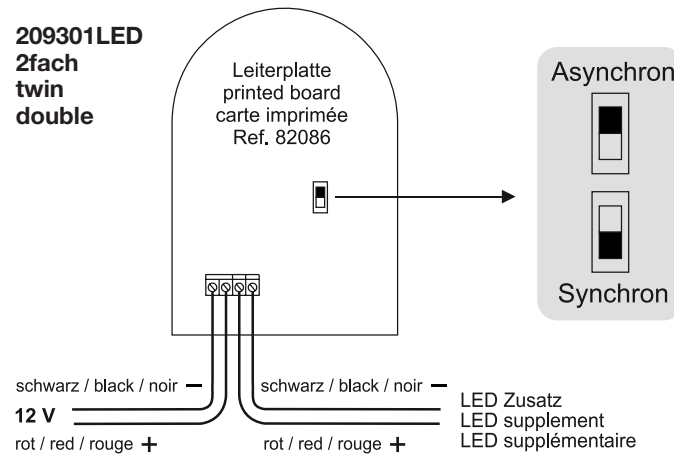 209301LED
2fach
twin
double
Leiterplatte
printed board
carte imprimée
Ref. 82086
Asynchron
Synchron
schwarz / black / noir −
12 V
rot / red / rouge +
schwarz / black / noir −
rot / red / rouge +
LED Zusatz
LED supplement
LED supplémentaire